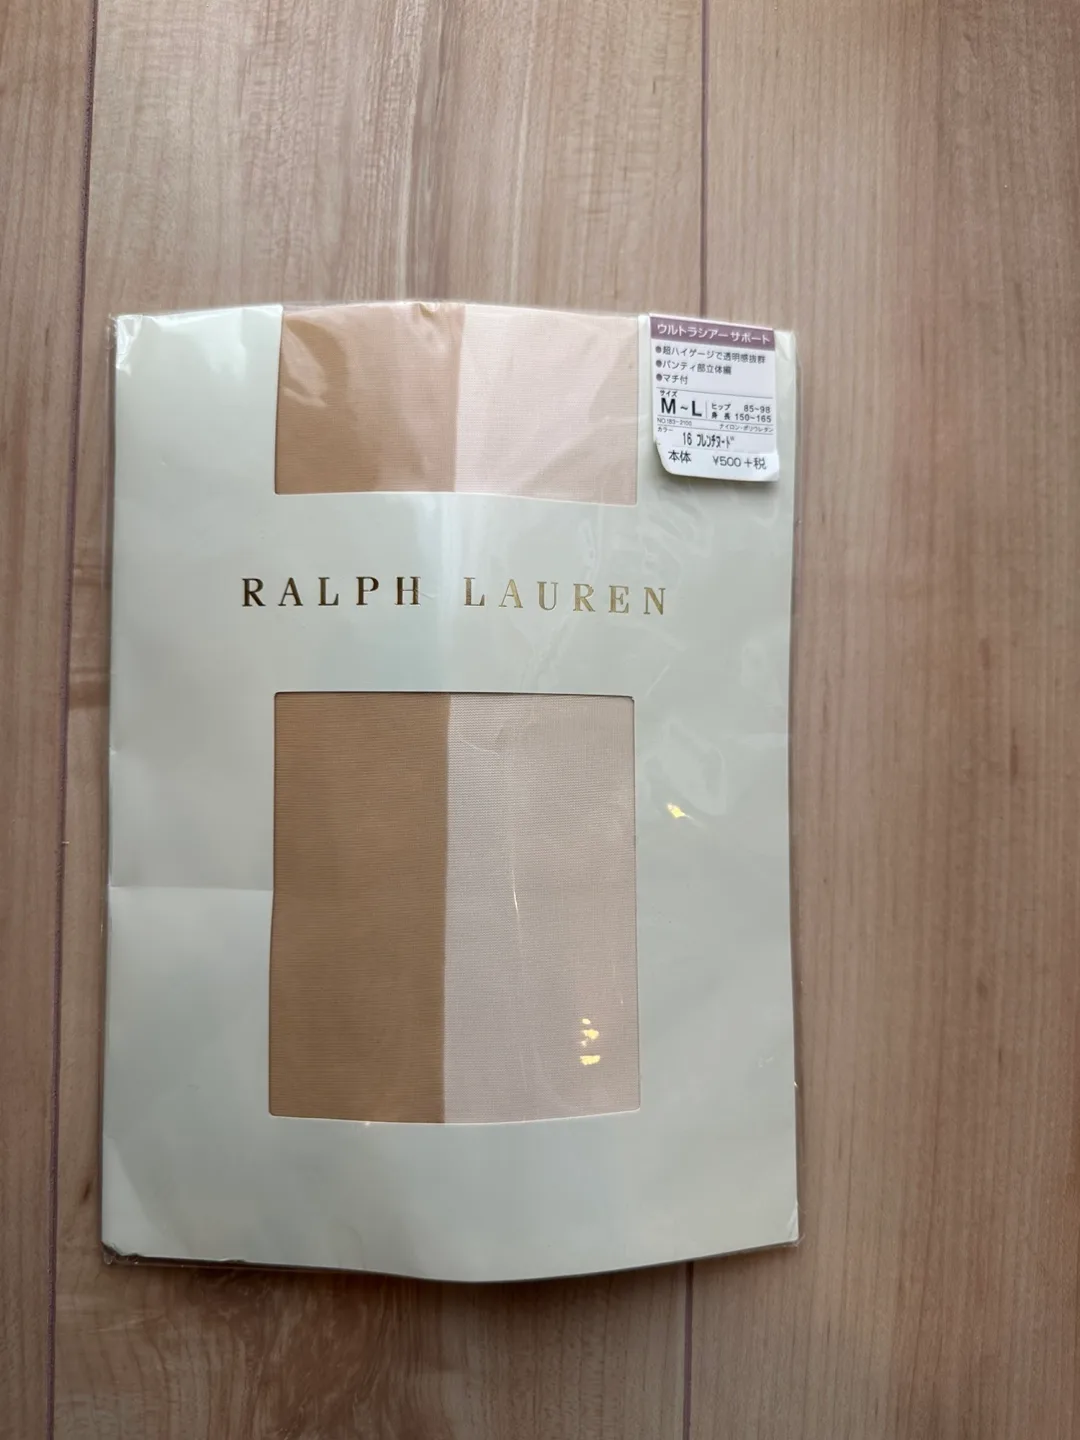 ウルトラシアー サポート
●超ハイゲージで透明感抜群
●パンティ部立体編
●マチ付
サイズ
M~L
ヒップ 85~98
身長 150~165
ナイロン・ポリウレタン
カラー
16 フレンチヌード
本体 ¥500+税
RALPH LAUREN